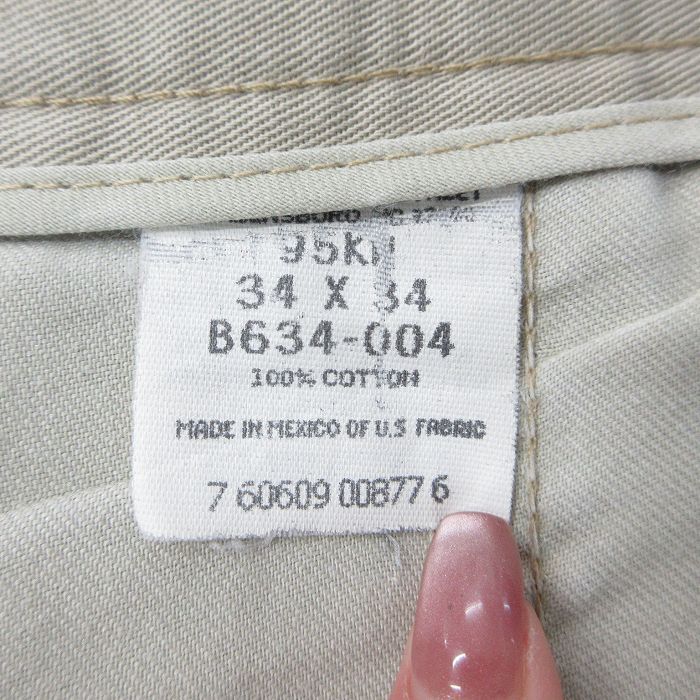 95KH
34 X 34
B634-004
100% COTTON
MADE IN MEXICO OF U.S FABRIC
7 60609 00877 6